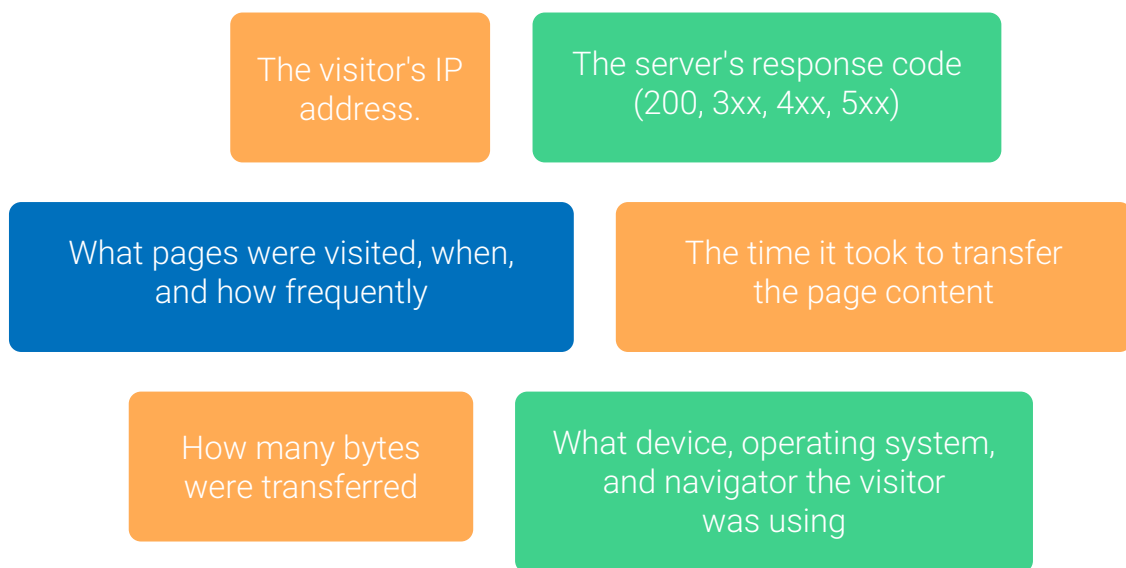 The visitor's IP
address.
The server's response code
(200, 3xx, 4xx, 5xx)
What pages were visited, when,
and how frequently
The time it took to transfer
the page content
How many bytes
were transferred
What device, operating system,
and navigator the visitor
was using